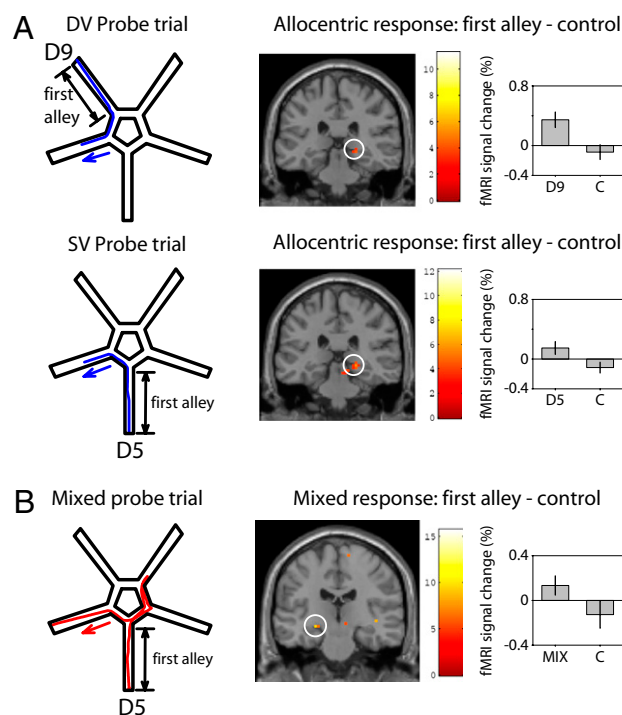 A
DV Probe trial
Allocentric response: first alley - control
D9
first
alley
10
8
6
4
2
0
fMRI signal change (%)
0.8
0
-0.4
D9
C
SV Probe trial
Allocentric response: first alley - control
first alley
D5
12
10
8
6
4
2
0
fMRI signal change (%)
0.8
0
-0.4
D5
C
B
Mixed probe trial
Mixed response: first alley - control
first alley
D5
15
10
5
0
fMRI signal change (%)
0.4
0
-0.4
MIX
C